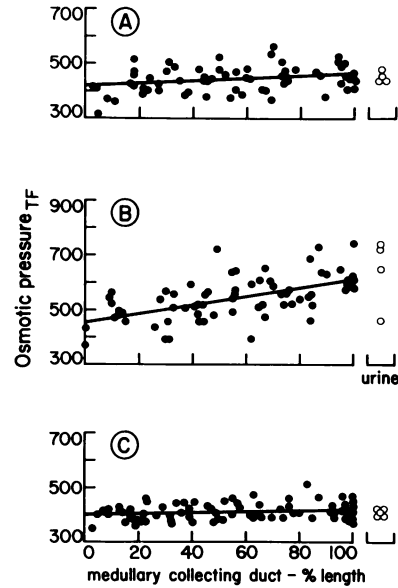 A
700
500
300
B
900
700
500
300
Osmotic pressure TF
urine
C
700
500
300
0 20 40 60 80 100
medullary collecting duct - % length